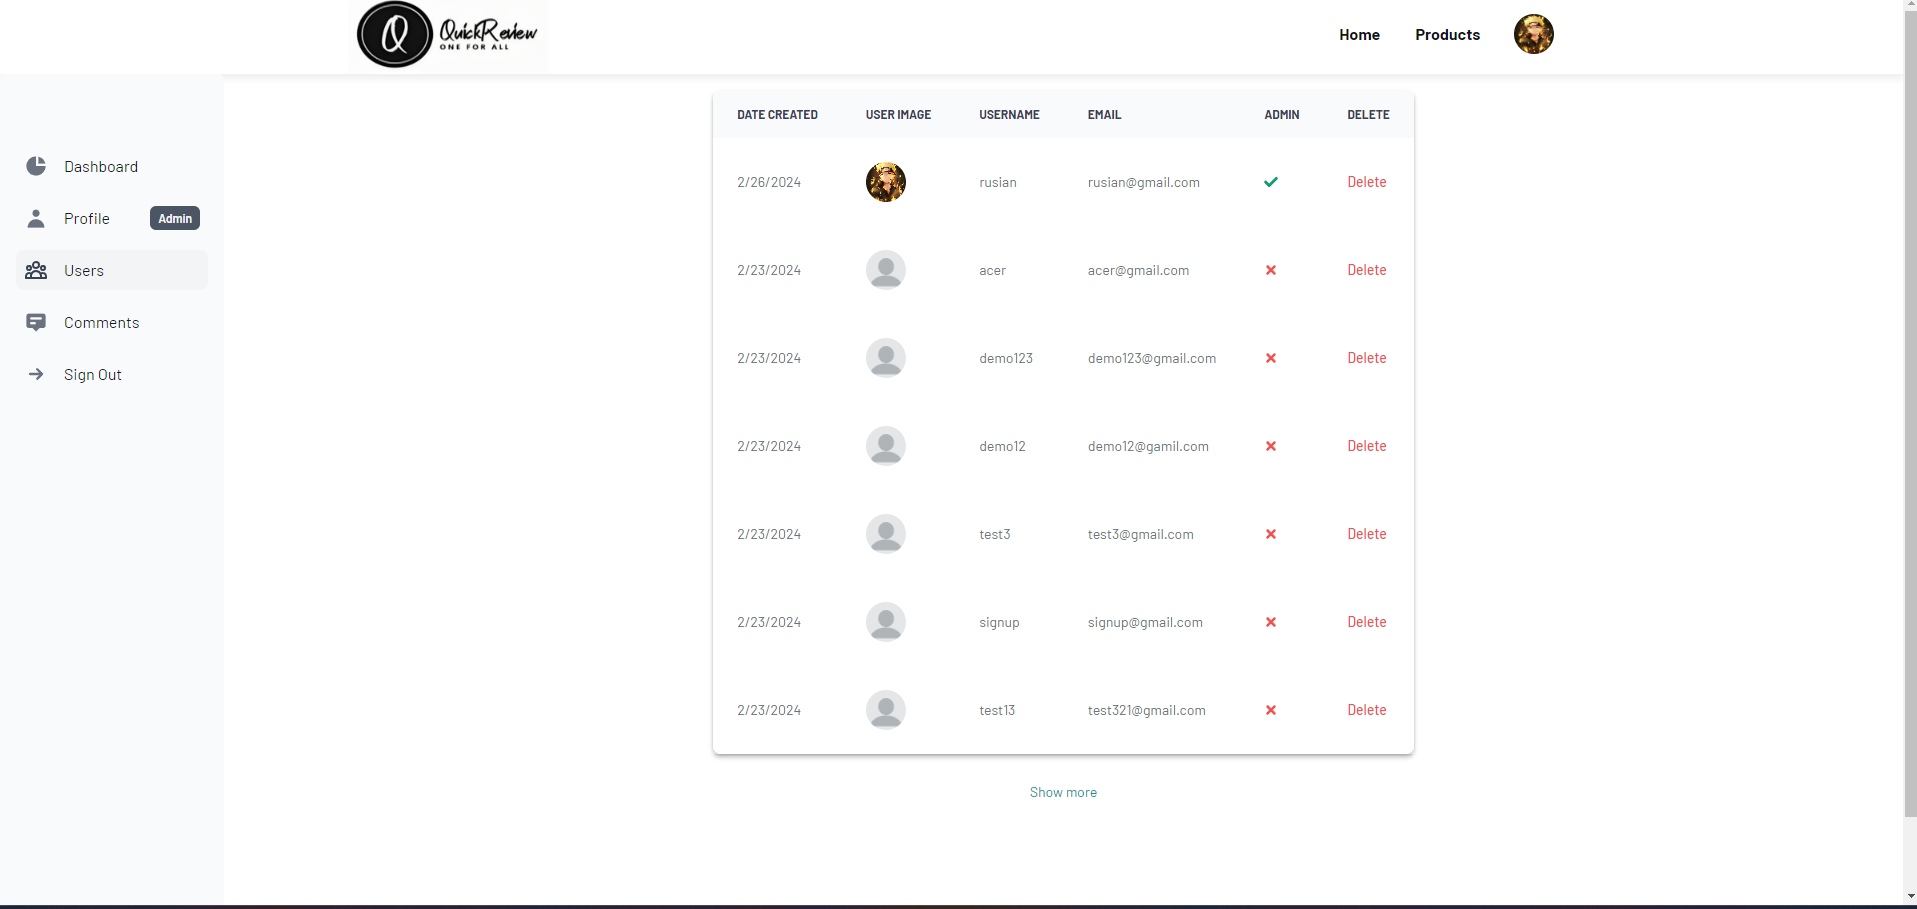 QuickReview
ONE FOR ALL
Home Products
Dashboard
Profile Admin
Users
Comments
Sign Out
DATE CREATED USER IMAGE USERNAME EMAIL ADMIN DELETE
2/26/2024 rusian rusian@gmail.com Delete
2/23/2024 acer acer@gmail.com Delete
2/23/2024 demo123 demo123@gmail.com Delete
2/23/2024 demo12 demo12@gamil.com Delete
2/23/2024 test3 test3@gmail.com Delete
2/23/2024 signup signup@gmail.com Delete
2/23/2024 test13 test321@gmail.com Delete
Show more